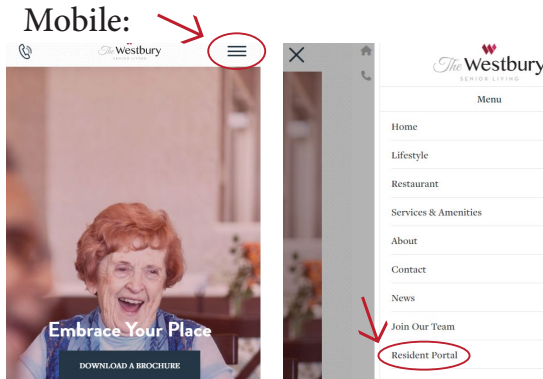 Mobile:
The Westbury
SENIOR LIVING
Embrace Your Place
DOWNLOAD A BROCHURE
The Westbury
SENIOR LIVING
Menu
Home
Lifestyle
Restaurant
Services & Amenities
About
Contact
News
Join Our Team
Resident Portal